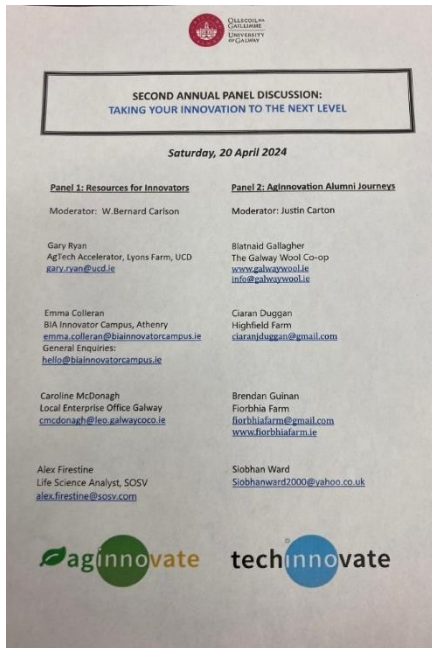 OLLSCOIL NA
GAILLIMHE
UNIVERSITY
OF GALWAY
SECOND ANNUAL PANEL DISCUSSION:
TAKING YOUR INNOVATION TO THE NEXT LEVEL
Saturday, 20 April 2024
Panel 1: Resources for Innovators
Moderator: W.Bernard Carlson
Gary Ryan
AgTech Accelerator, Lyons Farm, UCD
gary.ryan@ucd.ie
Emma Colleran
BIA Innovator Campus, Athenry
emma.colleran@biainnovatorcampus.ie
General Enquiries:
hello@biainnovatorcampus.ie
Caroline McDonagh
Local Enterprise Office Galway
cmcdonagh@leo.galwaycoco.ie
Alex Firestine
Life Science Analyst, SOSV
alex.firestine@sosv.com
Panel 2: AgInnovation Alumni Journeys
Moderator: Justin Carton
Blatnaid Gallagher
The Galway Wool Co-op
www.galwaywool.ie
info@galwaywool.ie
Ciaran Duggan
Highfield Farm
ciaranjduggan@gmail.com
Brendan Guinan
Fiorbhia Farm
fiorbhiafarm@gmail.com
www.fiorbhiafarm.ie
Siobhan Ward
Siobhanward2000@yahoo.co.uk
aginnovate
techinnovate